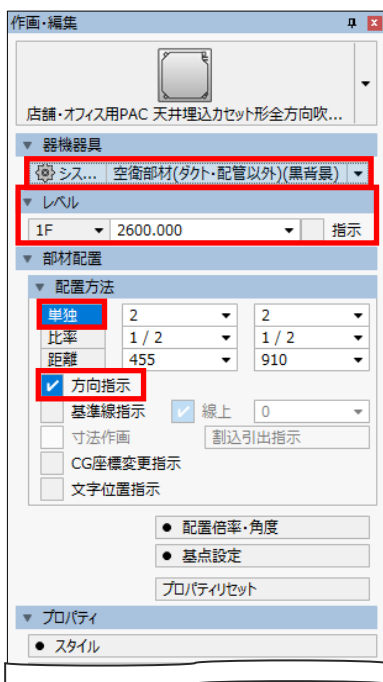 作画・編集
店舗・オフィス用PAC 天井埋込カセット形全方向吹...
器機器具
シス... 空衛部材(ダクト・配管以外)(黒背景)
レベル
1F 2600.000 指示
部材配置
配置方法
単独 2 2
比率 1 / 2 1 / 2
距離 455 910
方向指示
基準線指示 線上 0
寸法作画 割込引出指示
CG座標変更指示
文字位置指示
● 配置倍率・角度
● 基点設定
プロパティリセット
プロパティ
● スタイル